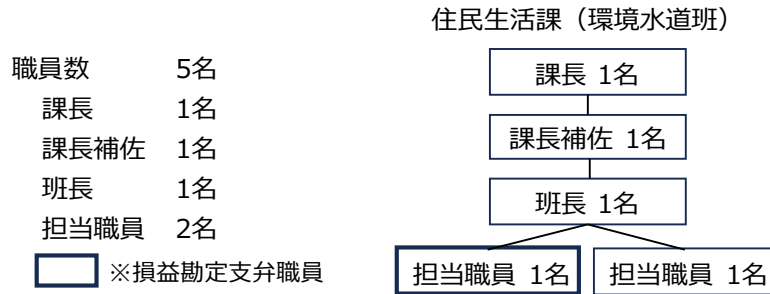 住民生活課（環境水道班）
職員数 5名
課長 1名
課長補佐 1名
班長 1名
担当職員 2名
※損益勘定支弁職員
課長 1名
課長補佐 1名
班長 1名
担当職員 1名
担当職員 1名